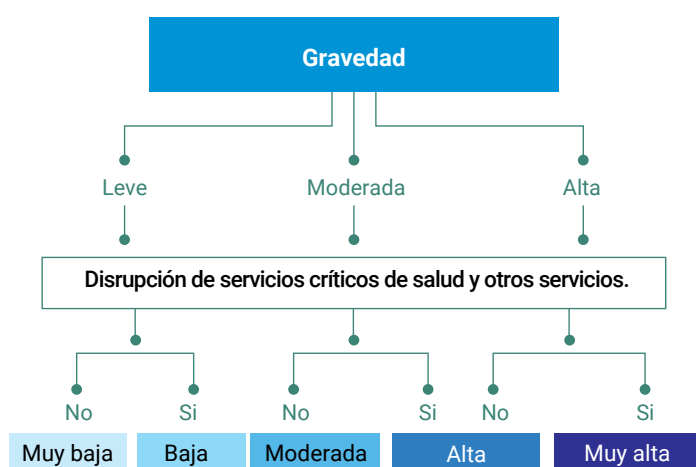 Gravedad
Leve Moderada Alta
Disrupción de servicios críticos de salud y otros servicios.
No Si No Si No Si
Muy baja Baja Moderada Alta Muy alta